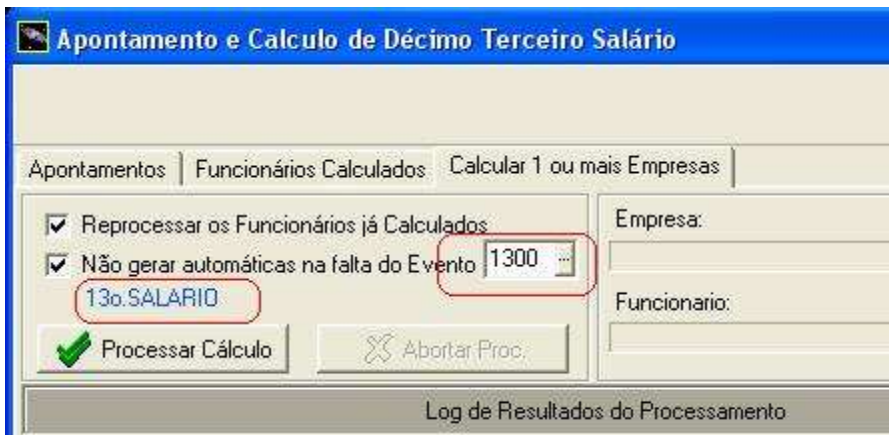 Apontamento e Calculo de Décimo Terceiro Salário
Apontamentos Funcionários Calculados Calcular 1 ou mais Empresas
Reprocessar os Funcionários já Calculados
Não gerar automáticas na falta do Evento 1300 ...
13o.SALARIO
Processar Cálculo Abortar Proc.
Empresa:
Funcionario:
Log de Resultados do Processamento